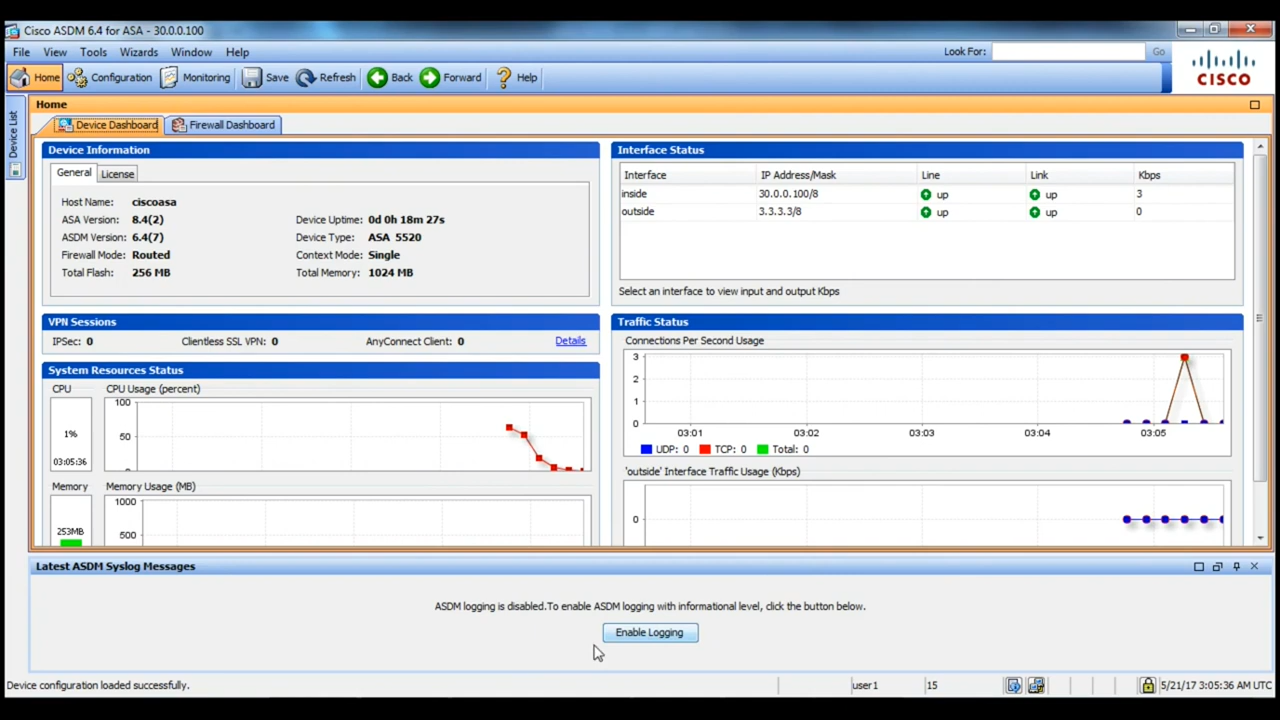 Cisco ASDM 6.4 for ASA - 30.0.0.100
File View Tools Wizards Window Help Look For: Go
Home Configuration Monitoring Save Refresh Back Forward Help
CISCO
Device List
Home
Device Dashboard Firewall Dashboard
Device Information
General License
Host Name: ciscoasa
ASA Version: 8.4(2) Device Uptime: 0d 0h 18m 27s
ASDM Version: 6.4(7) Device Type: ASA 5520
Firewall Mode: Routed Context Mode: Single
Total Flash: 256 MB Total Memory: 1024 MB
Interface Status
Interface IP Address/Mask Line Link Kbps
inside 30.0.0.100/8 up up 3
outside 3.3.3.3/8 up up 0
Select an interface to view input and output Kbps
VPN Sessions
IPSec: 0 Clientless SSL VPN: 0 AnyConnect Client: 0 Details
System Resources Status
CPU CPU Usage (percent)
100
50
1%
03:05:36
Memory Memory Usage (MB)
1000
500
253MB
Traffic Status
Connections Per Second Usage
3
2
1
0
03:01 03:02 03:03 03:04 03:05
UDP: 0 TCP: 0 Total: 0
'outside' Interface Traffic Usage (Kbps)
0
Latest ASDM Syslog Messages
ASDM logging is disabled.To enable ASDM logging with informational level, click the button below.
Enable Logging
Device configuration loaded successfully. user1 15 5/21/17 3:05:36 AM UTC